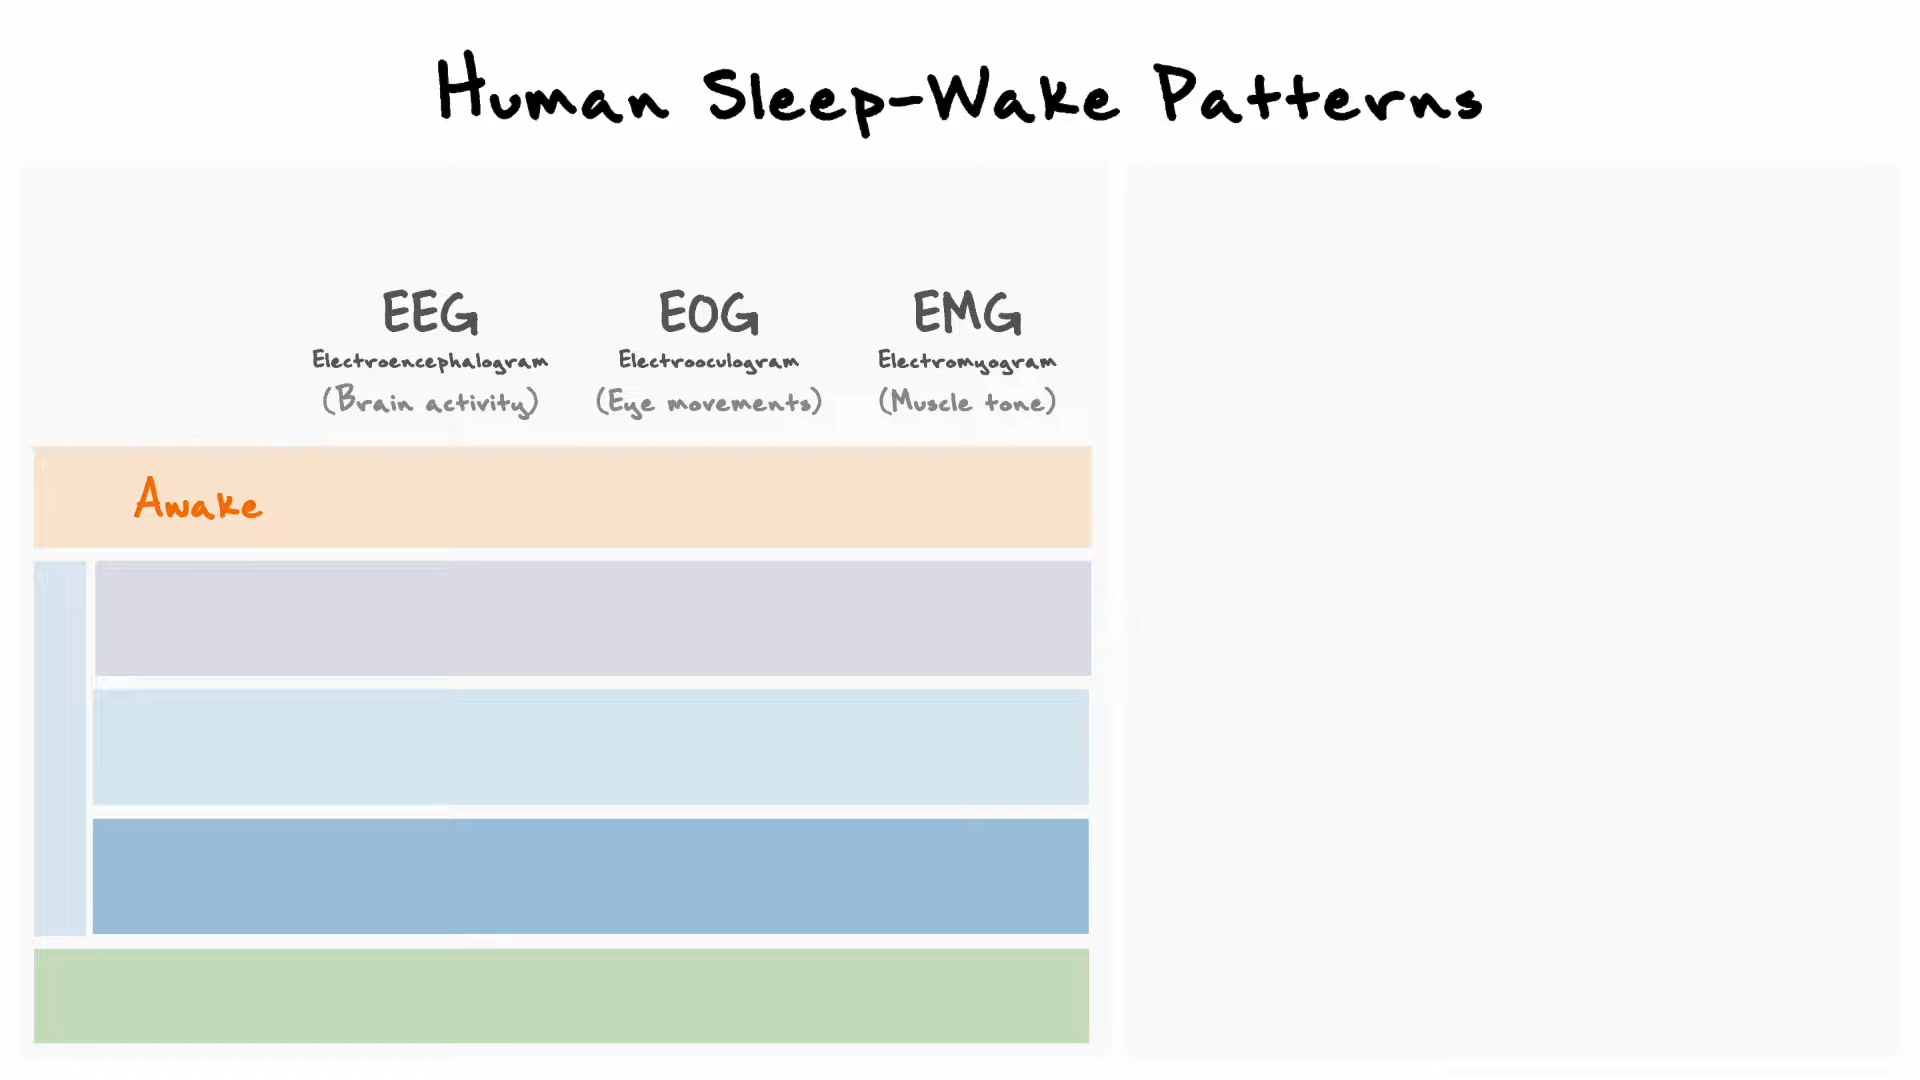 Human Sleep-Wake Patterns
EEG EOG EMG
Electroencephalogram Electrooculogram Electromyogram
(Brain activity) (Eye movements) (Muscle tone)
Awake